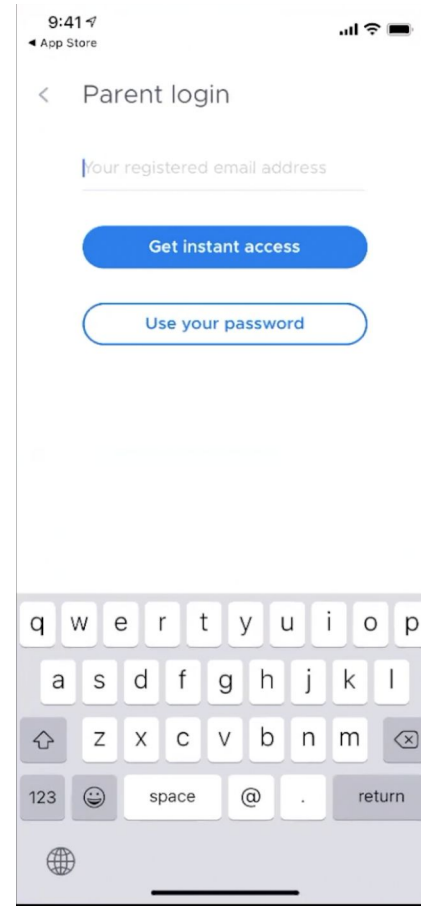 9:41
◀ App Store
Parent login
Your registered email address
Get instant access
Use your password
q w e r t y u i o p
a s d f g h j k l
z x c v b n m
123 space @ . return